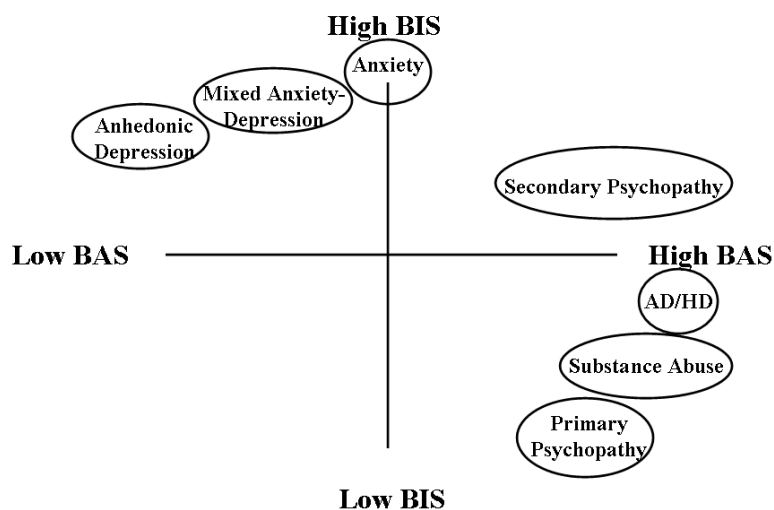 High BIS
Anxiety
Mixed Anxiety-
Depression
Anhedonic
Depression
Secondary Psychopathy
Low BAS
High BAS
AD/HD
Substance Abuse
Primary
Psychopathy
Low BIS